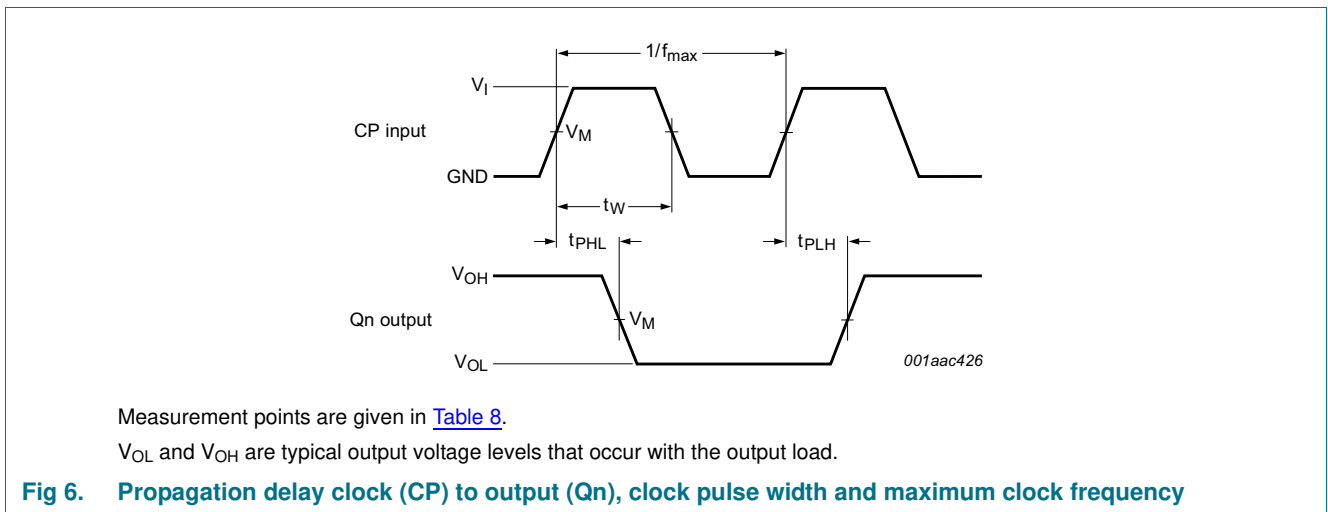 1/fmax
VI
CP input
VM
GND
tW
tPHL
tPLH
VOH
Qn output
VM
VOL
001aac426
Measurement points are given in Table 8.
VOL and VOH are typical output voltage levels that occur with the output load.
Fig 6. Propagation delay clock (CP) to output (Qn), clock pulse width and maximum clock frequency